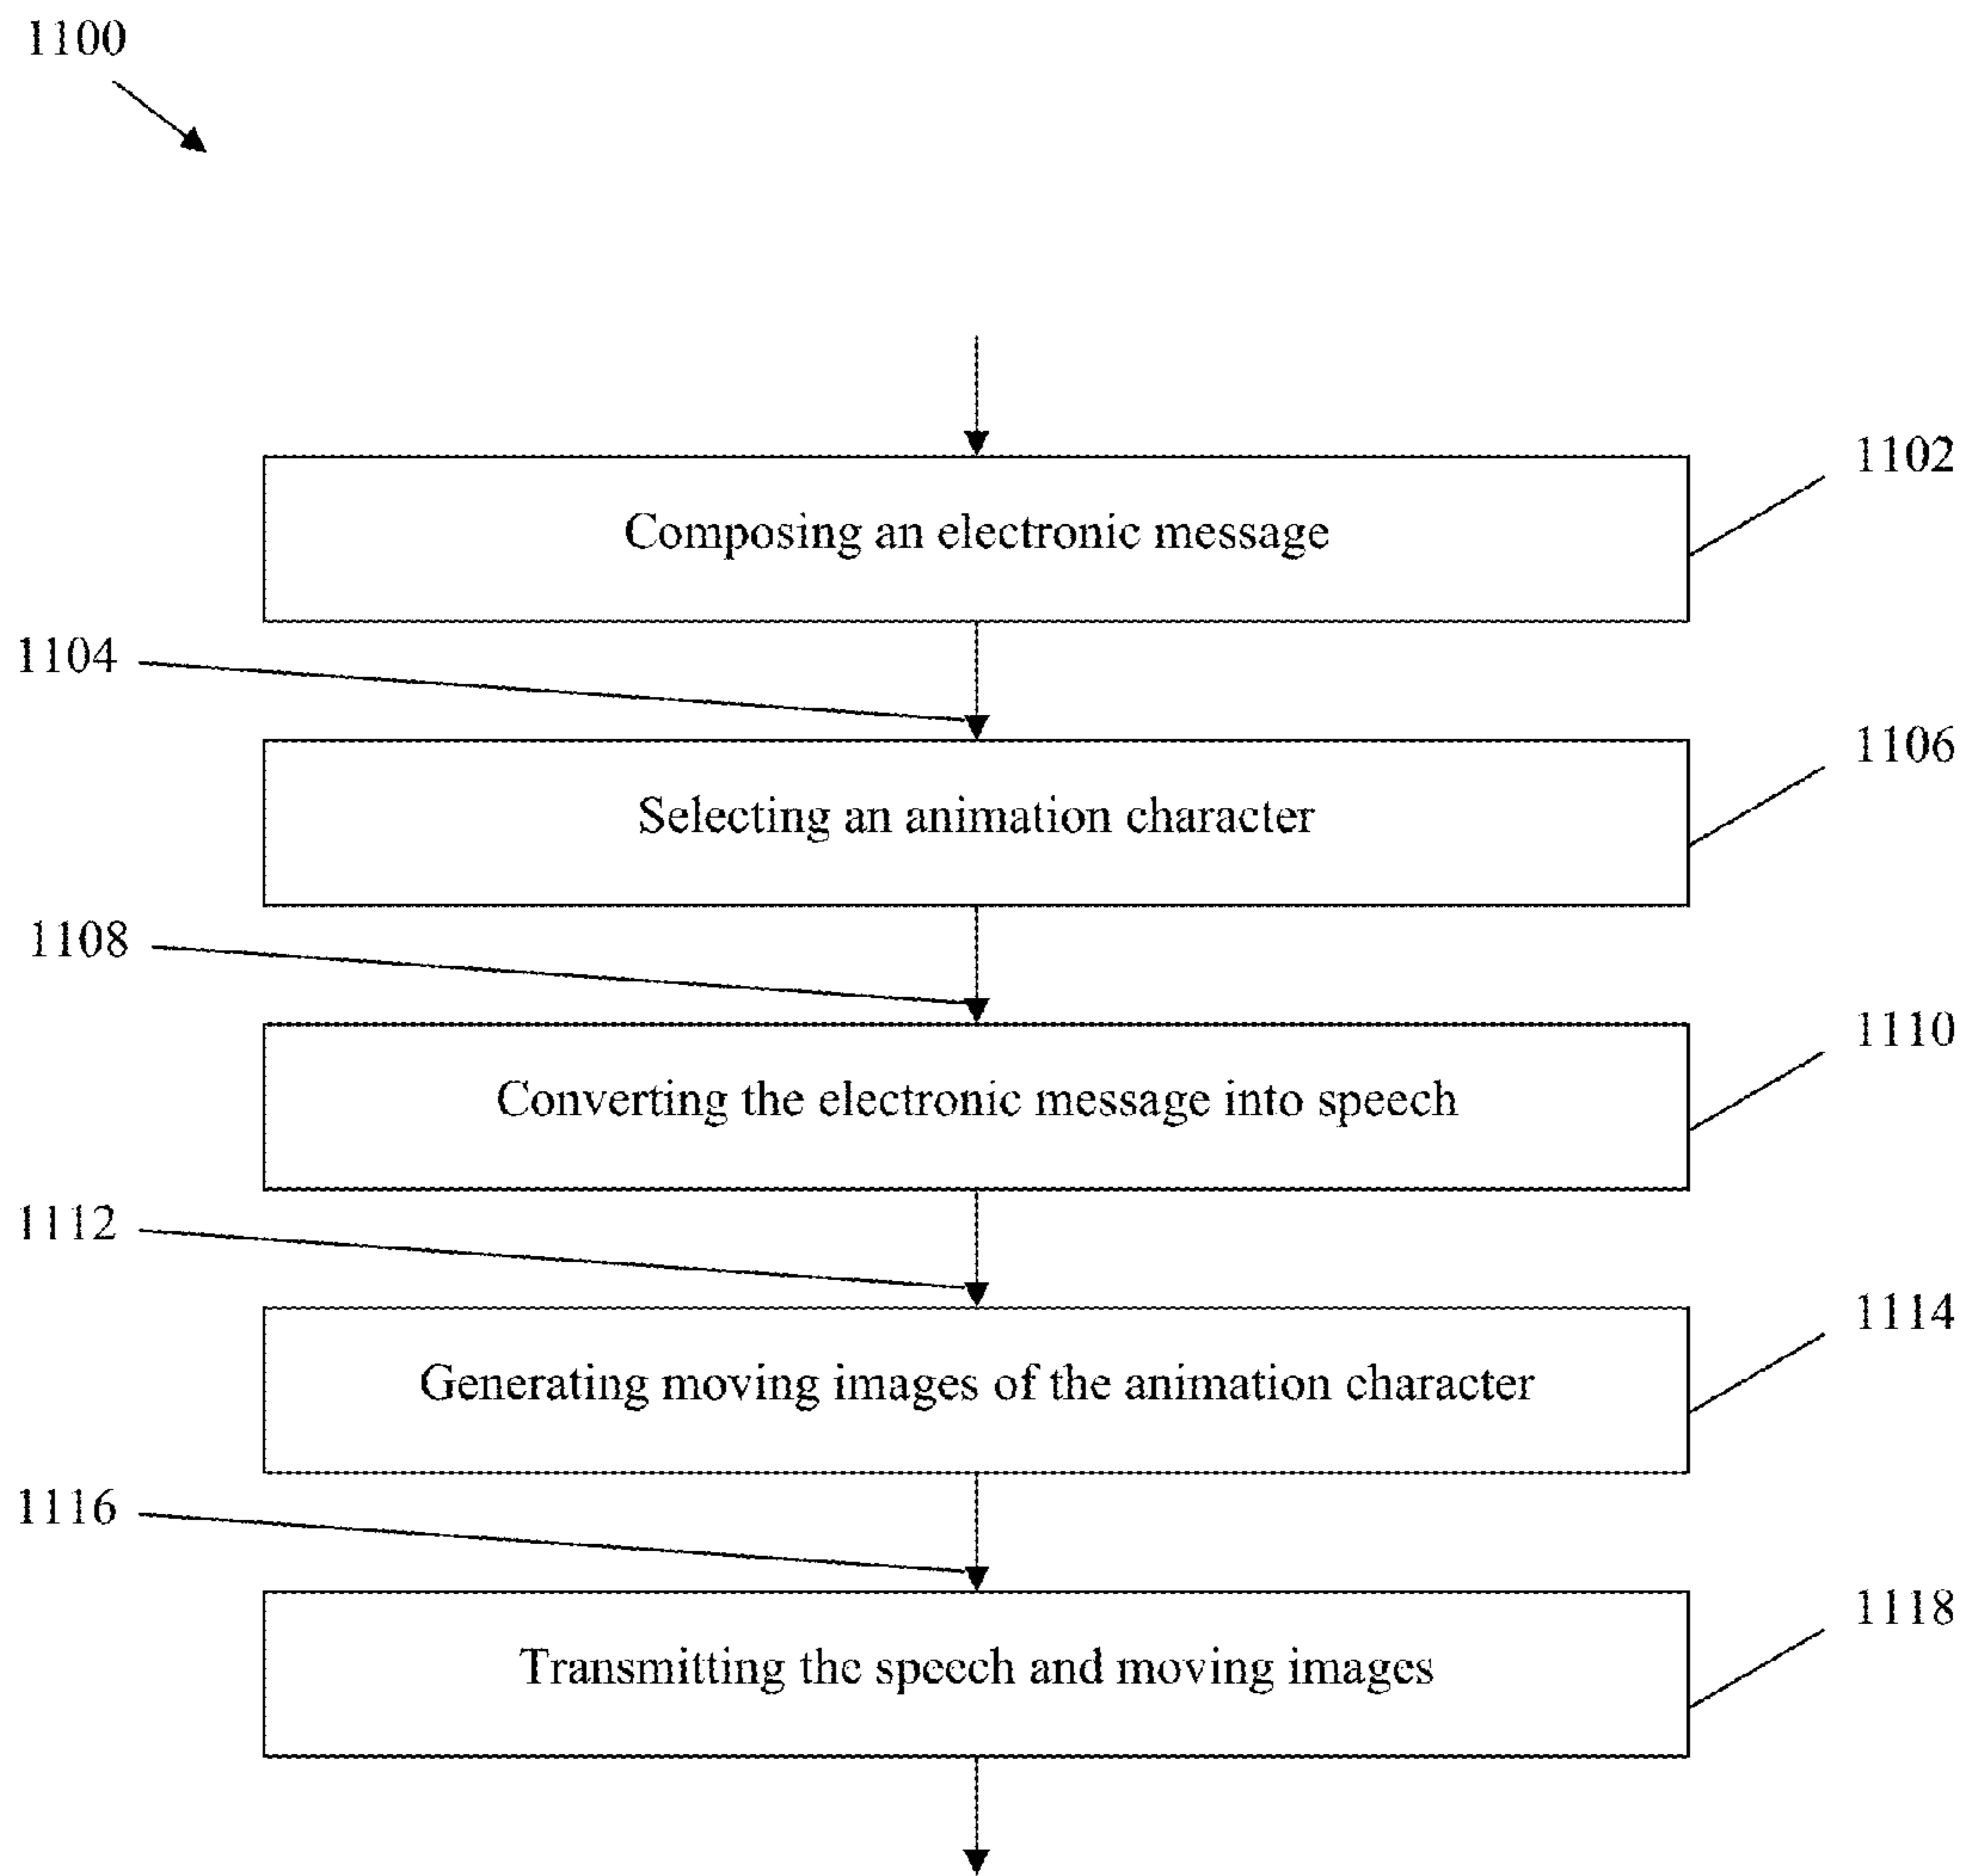 1100
1102
Composing an electronic message
1104
1106
Selecting an animation character
1108
1110
Converting the electronic message into speech
1112
1114
Generating moving images of the animation character
1116
1118
Transmitting the speech and moving images